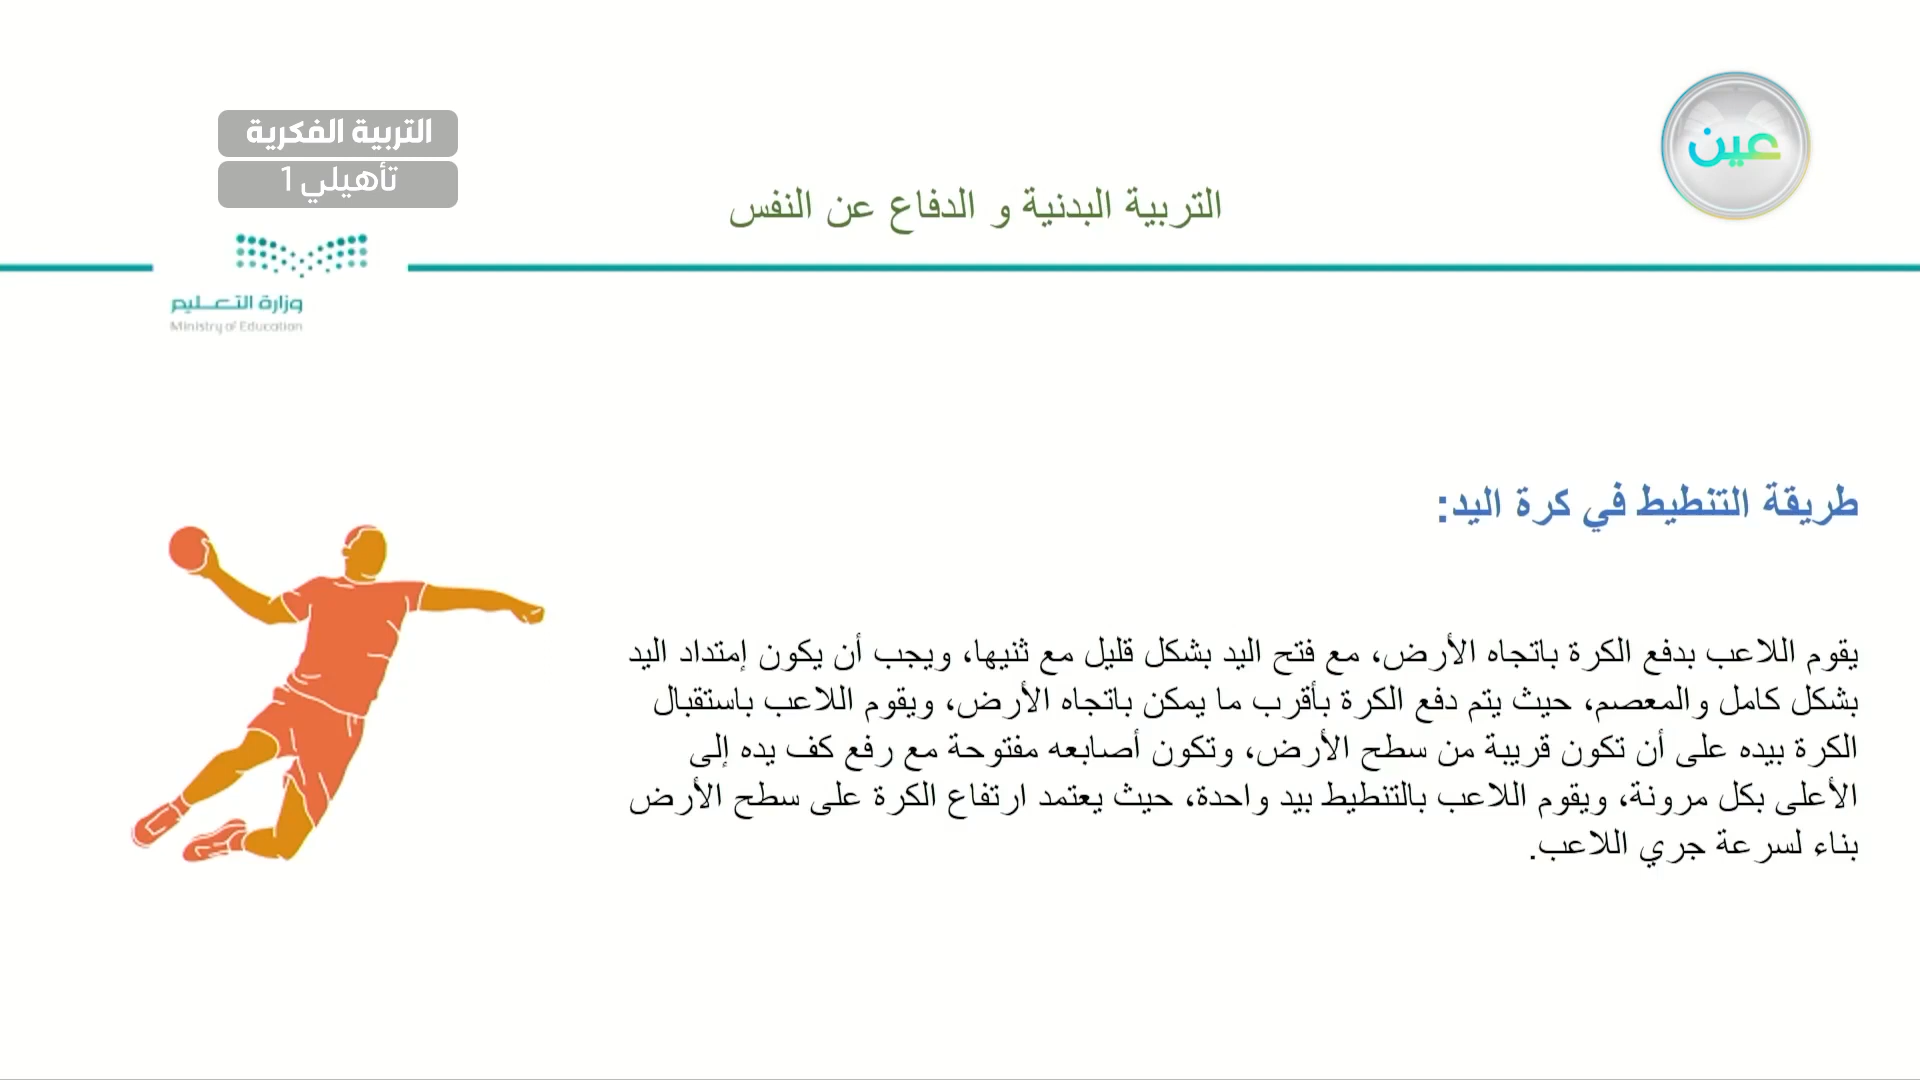 عين
التربية الفكرية
تأهيلي 1
التربية البدنية و الدفاع عن النفس
وزارة التعليم
Ministry of Education
طريقة التنطيط في كرة اليد:
يقوم اللاعب بدفع الكرة باتجاه الأرض، مع فتح اليد بشكل قليل مع ثنيها، ويجب أن يكون إمتداد اليد
بشكل كامل والمعصم، حيث يتم دفع الكرة بأقرب ما يمكن باتجاه الأرض، ويقوم اللاعب باستقبال
الكرة بيده على أن تكون قريبة من سطح الأرض، وتكون أصابعه مفتوحة مع رفع كف يده إلى
الأعلى بكل مرونة، ويقوم اللاعب بالتنطيط بيد واحدة، حيث يعتمد ارتفاع الكرة على سطح الأرض
بناء لسرعة جري اللاعب.